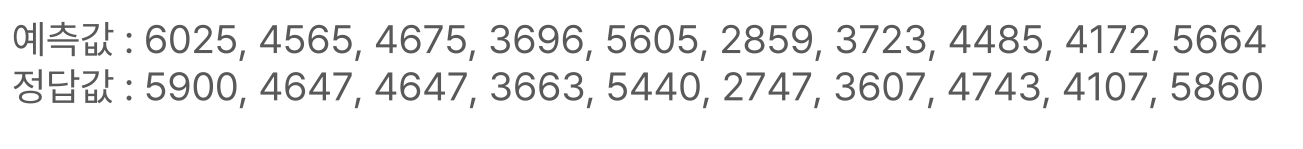 예측값 : 6025, 4565, 4675, 3696, 5605, 2859, 3723, 4485, 4172, 5664
정답값 : 5900, 4647, 4647, 3663, 5440, 2747, 3607, 4743, 4107, 5860